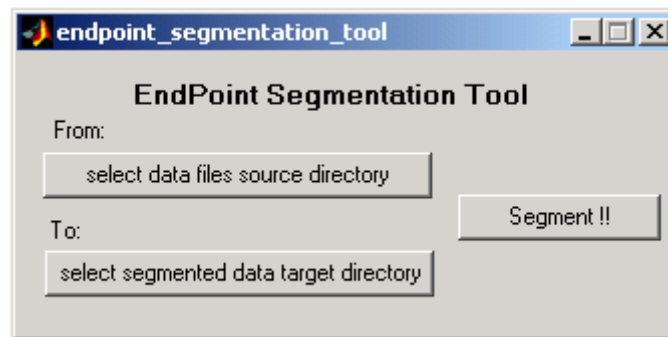 endpoint_segmentation_tool
EndPoint Segmentation Tool
From:
select data files source directory
Segment !!
To:
select segmented data target directory